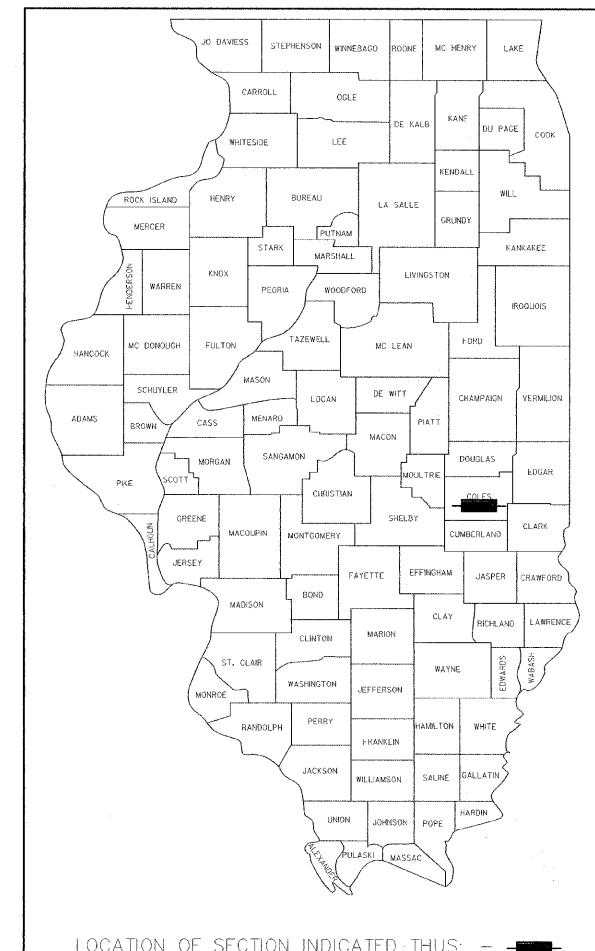 JO DAVIESS STEPHENSON WINNEBAGO BOONE MC HENRY LAKE
CARROLL OGLE DE KALB KANE DU PAGE COOK
WHITESIDE LEE
KENDALL WILL
ROCK ISLAND HENRY BUREAU LA SALLE GRUNDY
MERCER PUTNAM
STARK MARSHALL KANKAKEE
HENDERSON WARREN KNOX PEORIA WOODFORD LIVINGSTON IROQUOIS
HANCOCK MC DONOUGH FULTON TAZEWELL MC LEAN FORD
SCHUYLER MASON
ADAMS BROWN CASS MENARD LOGAN DE WITT PIATT CHAMPAIGN VERMILION
MACON
PIKE SCOTT MORGAN SANGAMON MOULTRIE DOUGLAS EDGAR
CHRISTIAN COLES
CALHOUN GREENE MACOUPIN MONTGOMERY SHELBY CUMBERLAND CLARK
JERSEY
FAYETTE EFFINGHAM JASPER CRAWFORD
MADISON BOND
CLAY RICHLAND LAWRENCE
CLINTON MARION
ST. CLAIR WAYNE EDWARDS WABASH
MONROE WASHINGTON JEFFERSON
RANDOLPH PERRY HAMILTON WHITE
FRANKLIN
JACKSON WILLIAMSON SALINE GALLATIN
UNION JOHNSON POPE HARDIN
ALEXANDER PULASKI MASSAC
LOCATION OF SECTION INDICATED THUS: -